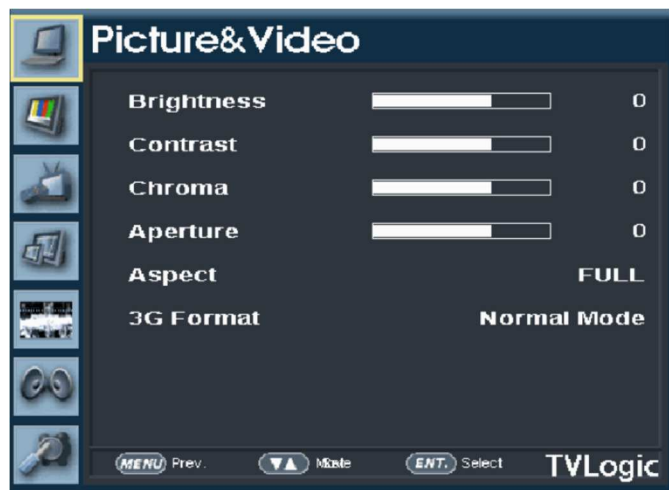 Picture&Video
Brightness 0
Contrast 0
Chroma 0
Aperture 0
Aspect FULL
3G Format Normal Mode
MENU Prev. ▼▲ ENT. Select TVLogic